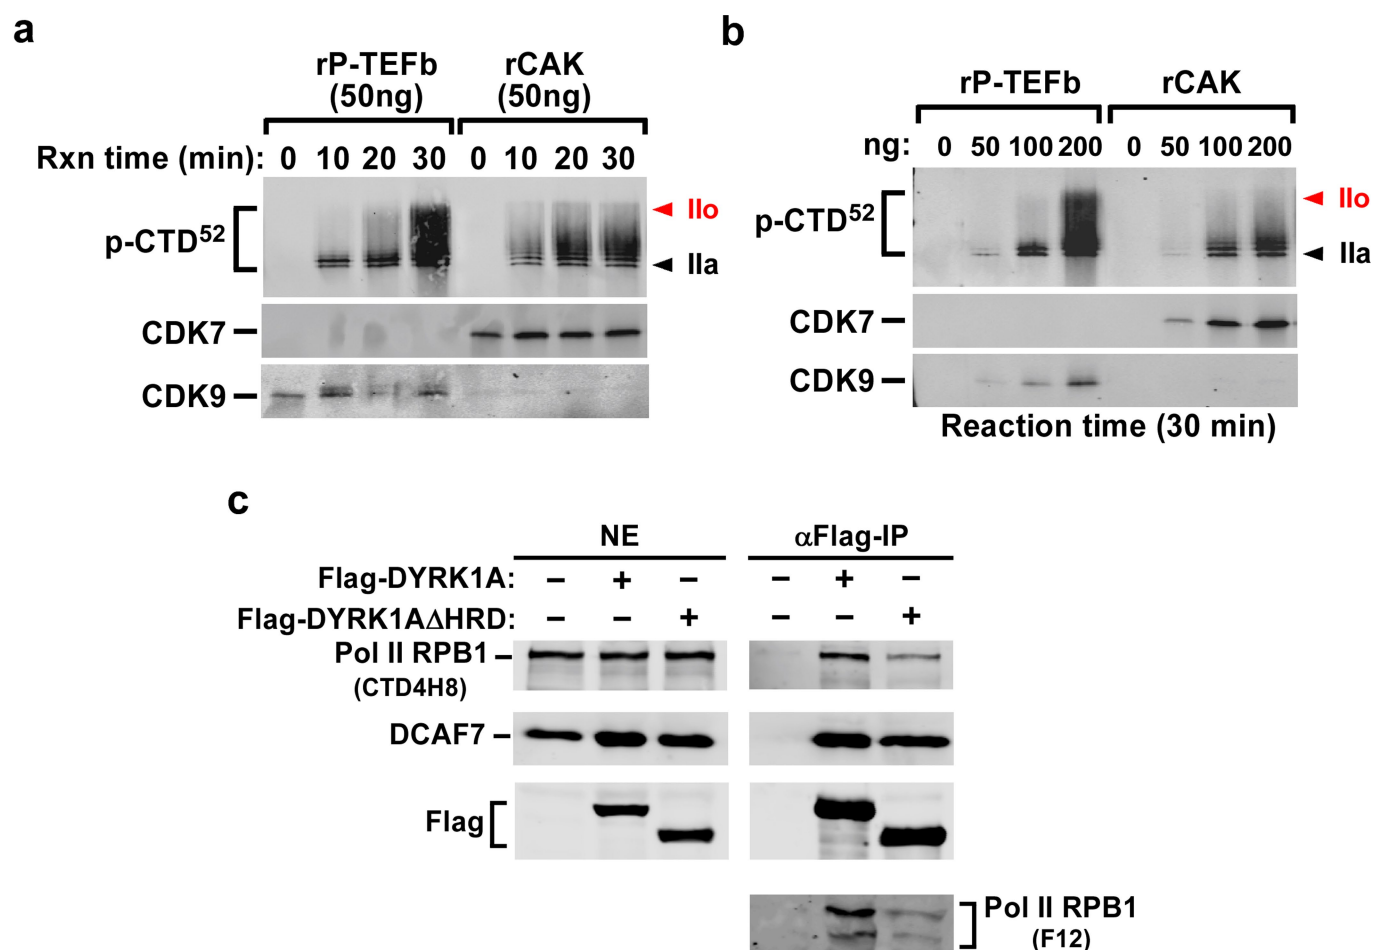 a
rP-TEFb rCAK
(50ng) (50ng)
Rxn time (min): 0 10 20 30 0 10 20 30
p-CTD52
IIo
IIa
CDK7
CDK9
b
rP-TEFb rCAK
ng: 0 50 100 200 0 50 100 200
p-CTD52
IIo
IIa
CDK7
CDK9
Reaction time (30 min)
c
NE αFlag-IP
Flag-DYRK1A: − + − − + −
Flag-DYRK1AΔHRD: − − + − − +
Pol II RPB1
(CTD4H8)
DCAF7
Flag
Pol II RPB1
(F12)